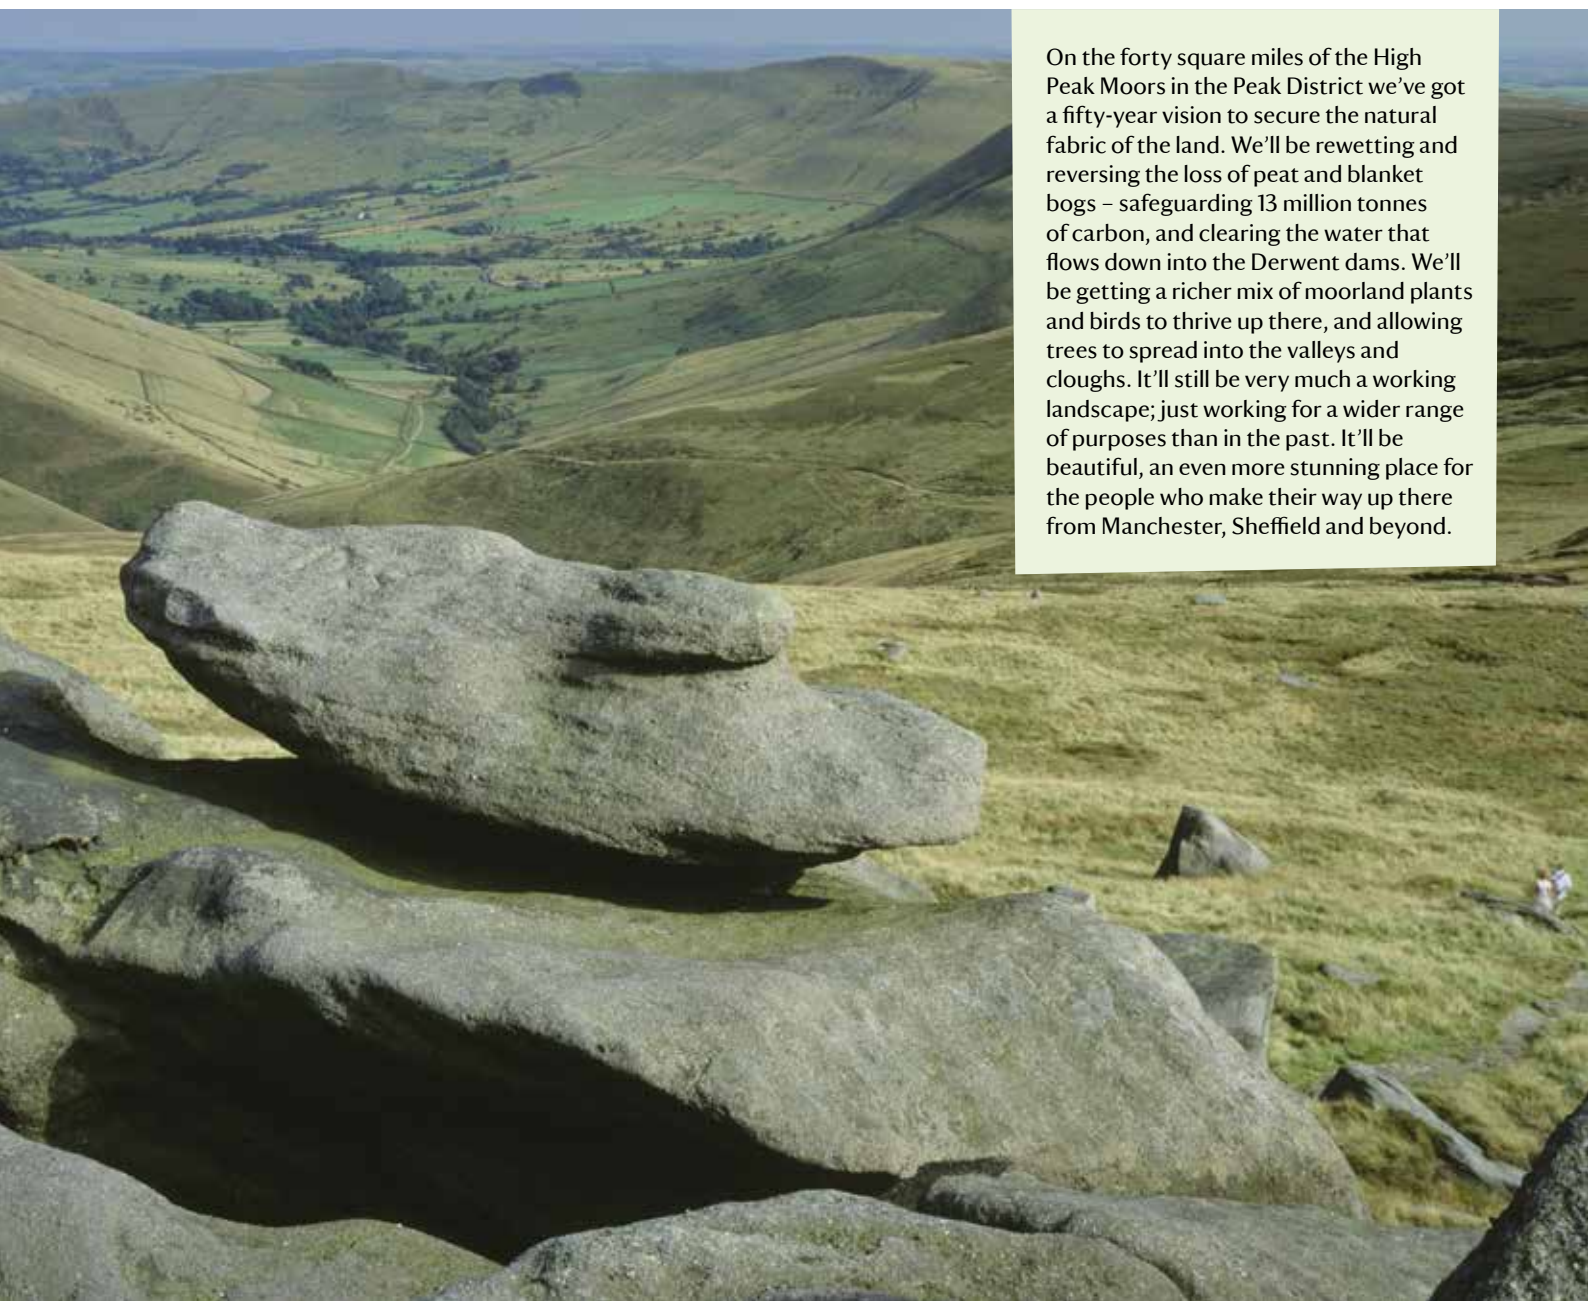 On the forty square miles of the High
Peak Moors in the Peak District we’ve got
a fifty-year vision to secure the natural
fabric of the land. We’ll be rewetting and
reversing the loss of peat and blanket
bogs – safeguarding 13 million tonnes
of carbon, and clearing the water that
flows down into the Derwent dams. We’ll
be getting a richer mix of moorland plants
and birds to thrive up there, and allowing
trees to spread into the valleys and
cloughs. It’ll still be very much a working
landscape; just working for a wider range
of purposes than in the past. It’ll be
beautiful, an even more stunning place for
the people who make their way up there
from Manchester, Sheffield and beyond.